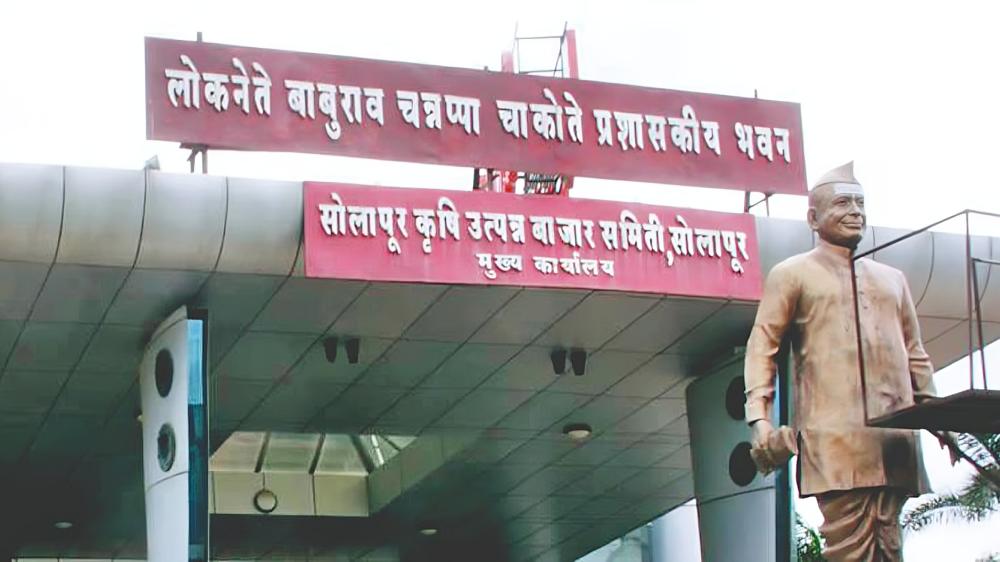 लोकनेते बाबुराव चन्नप्पा चाकोते प्रशासकीय भवन
सोलापूर कृषि उत्पन्न बाजार समिती,सोलापूर
मुख्य कार्यालय